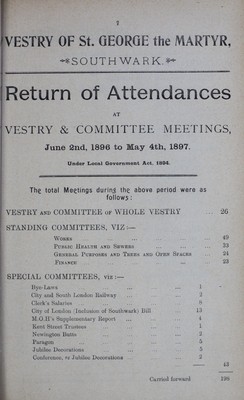 3
VESTRY OF St. GEORGE the MARTYR,
SOUTHWARK.
Return of Attendances
AT
VESTRY & COMMITTEE MEETINGS,
June 2nd, 1896 to May 4th, 1897.
Under Local Government Act, 1894.
The total Meetings during the above period were as
follows:
VESTRY AND COMMITTEE OF WHOLE VESTRY ... 26
STANDING COMMITTEES, VIZ:—
WORKS ... 49
PUBLIC HEALTH AND SEWERS ... 33
GENERAL PURPOSES AND TREES AND OPEN SPACES ... 24
FINANCE ... 23
SPECIAL COMMITTEES, VIZ:—
Bye-Laws ... 1
City and South London Railway ... 2
Clerk's Salaries ... 8
City of London (Inclusion of Southwark) Bill 13
M.O.H's Supplementary Report ... 4
Kent Street Trustees ... 1
Newington Butts ... 2
Paragon ... 5
Jubilee Decorations ... 5
Conference, re Jubilee Decorations ... 2
43
Carried forward 198